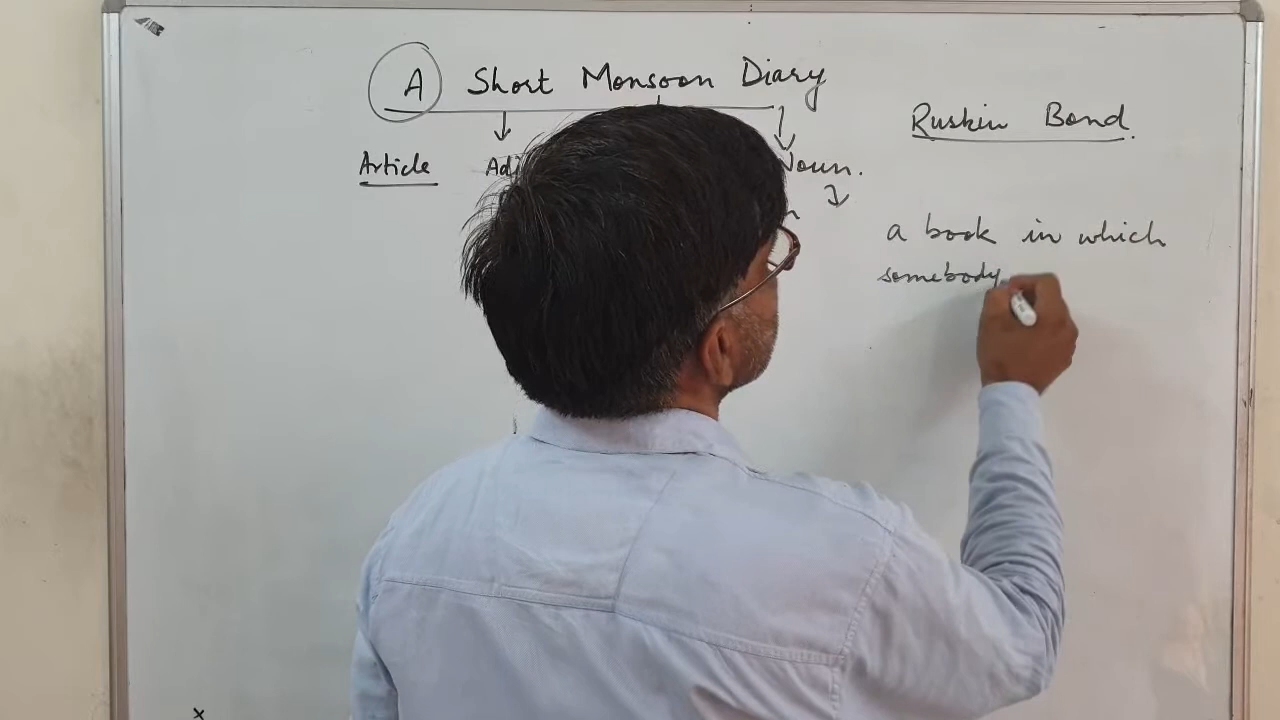 A Short Monsoon Diary
Ruskin Bond.
Article Adj Noun.
a book in which
somebody
x